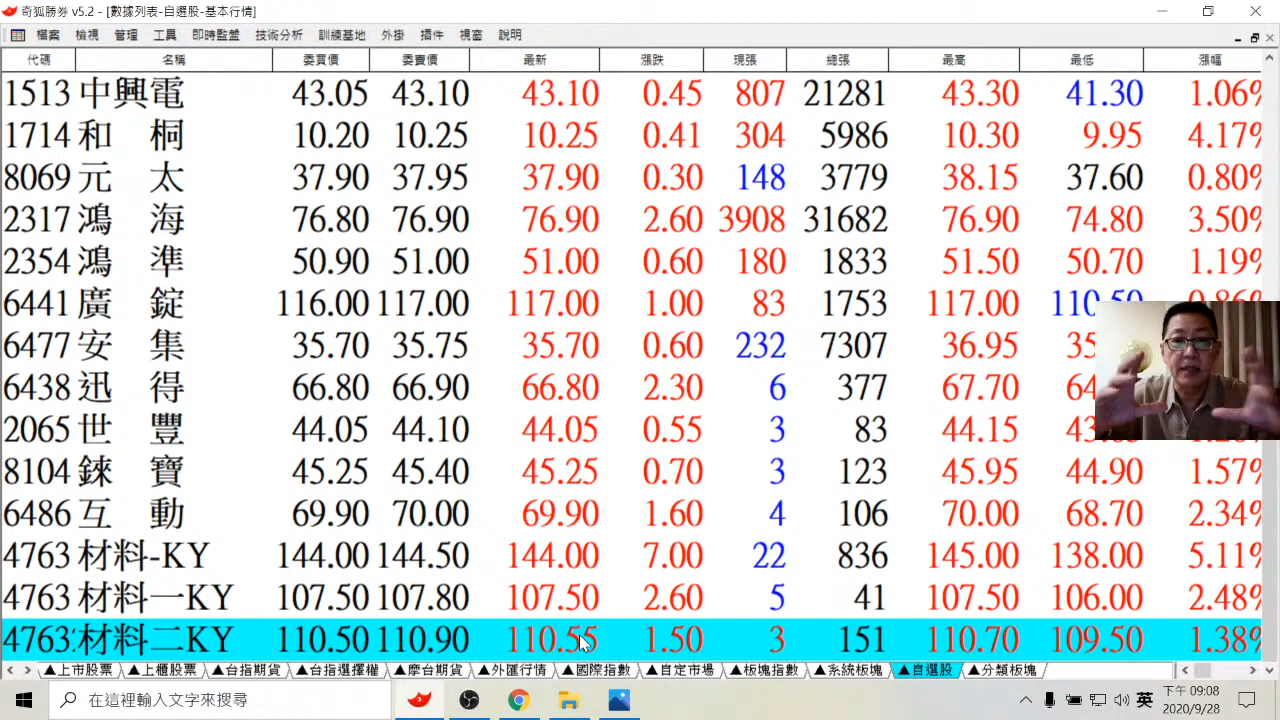 奇狐勝券 v5.2 - [數據列表-自選股-基本行情]
檔案 檢視 管理 工具 即時監盤 技術分析 訓練基地 外掛 插件 視窗 說明
代碼 名稱 委買價 委賣價 最新 漲跌 現張 總張 最高 最低 漲幅
1513 中興電 43.05 43.10 43.10 0.45 807 21281 43.30 41.30 1.06%
1714 和 桐 10.20 10.25 10.25 0.41 304 5986 10.30 9.95 4.17%
8069 元 太 37.90 37.95 37.90 0.30 148 3779 38.15 37.60 0.80%
2317 鴻 海 76.80 76.90 76.90 2.60 3908 31682 76.90 74.80 3.50%
2354 鴻 準 50.90 51.00 51.00 0.60 180 1833 51.50 50.70 1.19%
6441 廣 錠 116.00 117.00 117.00 1.00 83 1753 117.00 110.50 0.86%
6477 安 集 35.70 35.75 35.70 0.60 232 7307 36.95 35
6438 迅 得 66.80 66.90 66.80 2.30 6 377 67.70 64
2065 世 豐 44.05 44.10 44.05 0.55 3 83 44.15 43
8104 錸 寶 45.25 45.40 45.25 0.70 3 123 45.95 44.90 1.57%
6486 互 動 69.90 70.00 69.90 1.60 4 106 70.00 68.70 2.34%
4763 材料-KY 144.00 144.50 144.00 7.00 22 836 145.00 138.00 5.11%
4763 材料一KY 107.50 107.80 107.50 2.60 5 41 107.50 106.00 2.48%
4763 材料二KY 110.50 110.90 110.55 1.50 3 151 110.70 109.50 1.38%
▲上市股票 ▲上櫃股票 ▲台指期貨 ▲台指選擇權 ▲摩台期貨 ▲外匯行情 ▲國際指數 ▲自定市場 ▲板塊指數 ▲系統板塊 ▲自選股 ▲分類板塊
在這裡輸入文字來搜尋
英
下午 09:08
2020/9/28